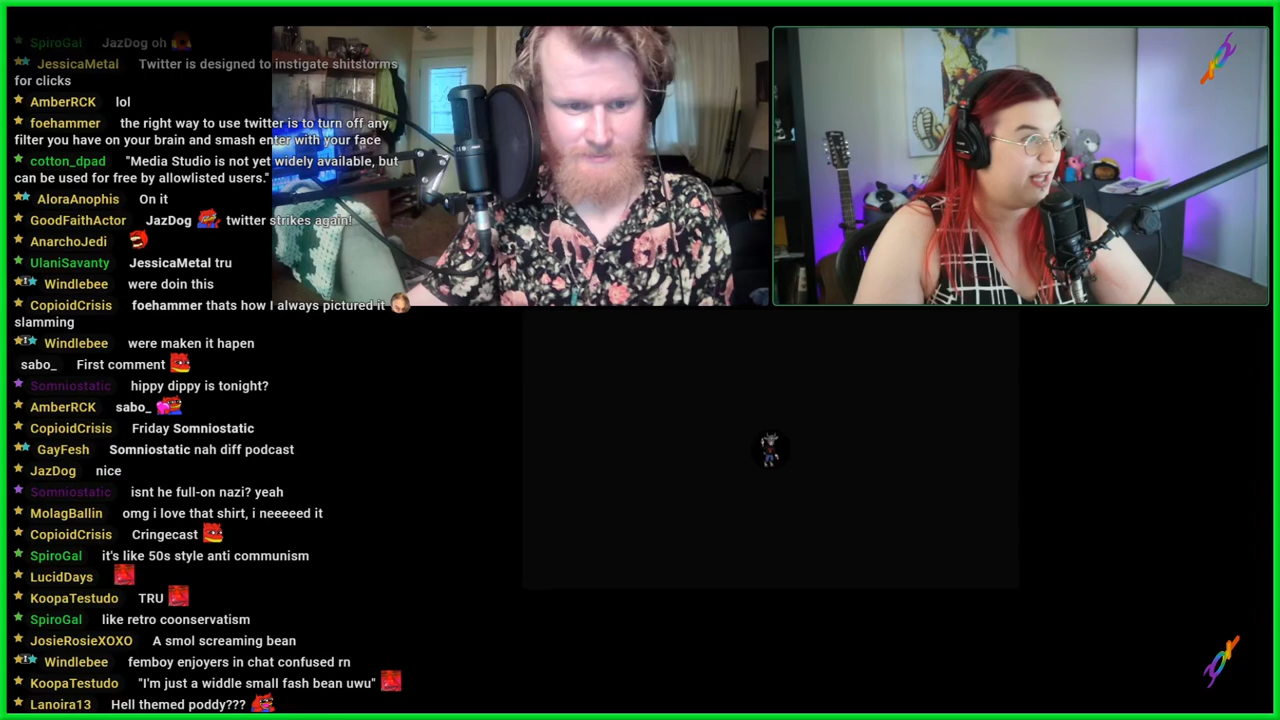 SpiroGal JazDog oh
JessicaMetal Twitter is designed to instigate shitstorms
for clicks
AmberRCK lol
foehammer the right way to use twitter is to turn off any
filter you have on your brain and smash enter with your face
cotton_dpad "Media Studio is not yet widely available, but
can be used for free by allowlisted users."
AloraAnophis On it
GoodFaithActor JazDog twitter strikes again!
AnarchoJedi
UlaniSavanty JessicaMetal tru
Windlebee were doin this
CopioidCrisis foehammer thats how I always pictured it
slamming
Windlebee were maken it hapen
sabo_ First comment
Somniostatic hippy dippy is tonight?
AmberRCK sabo_
CopioidCrisis Friday Somniostatic
GayFesh Somniostatic nah diff podcast
JazDog nice
Somniostatic isnt he full-on nazi? yeah
MolagBallin omg i love that shirt, i neeeeed it
CopioidCrisis Cringecast
SpiroGal it's like 50s style anti communism
LucidDays
KoopaTestudo TRU
SpiroGal like retro coonservatism
JosieRosieXOXO A smol screaming bean
Windlebee femboy enjoyers in chat confused rn
KoopaTestudo "I'm just a widdle small fash bean uwu"
Lanoira13 Hell themed poddy???